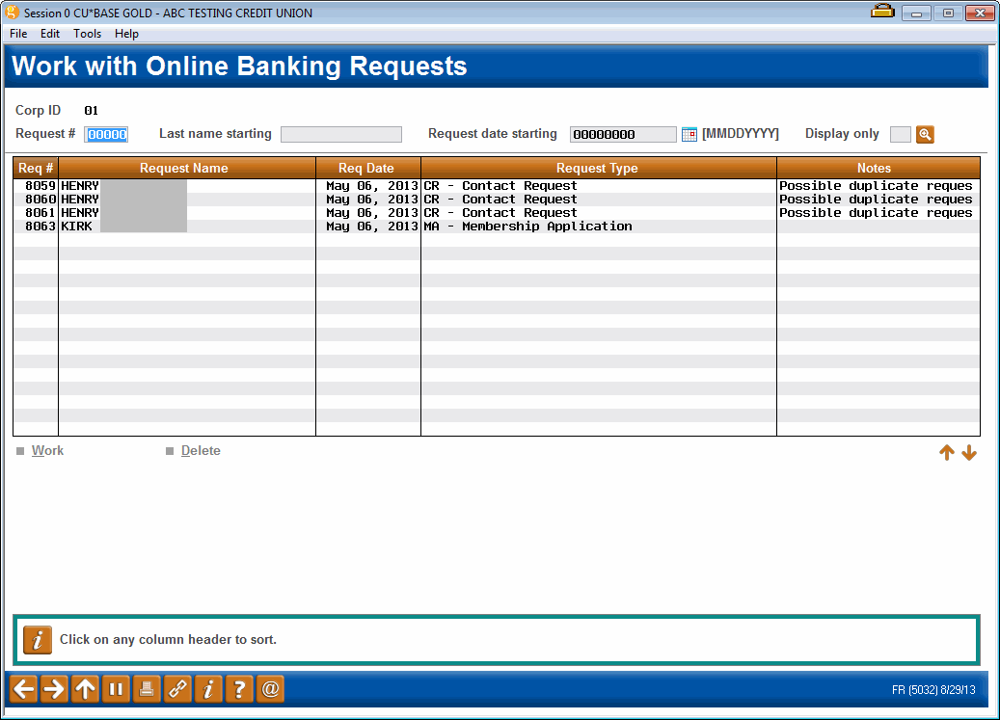 Session 0 CU*BASE GOLD - ABC TESTING CREDIT UNION
File Edit Tools Help
Work with Online Banking Requests
Corp ID 01
Request # 00000 Last name starting Request date starting 00000000 [MMDDYYYY] Display only
Req # Request Name Req Date Request Type Notes
8059 HENRY May 06, 2013 CR - Contact Request Possible duplicate reques
8060 HENRY May 06, 2013 CR - Contact Request Possible duplicate reques
8061 HENRY May 06, 2013 CR - Contact Request Possible duplicate reques
8063 KIRK May 06, 2013 MA - Membership Application
Work Delete
i Click on any column header to sort.
i ? @ FR (5032) 8/29/13